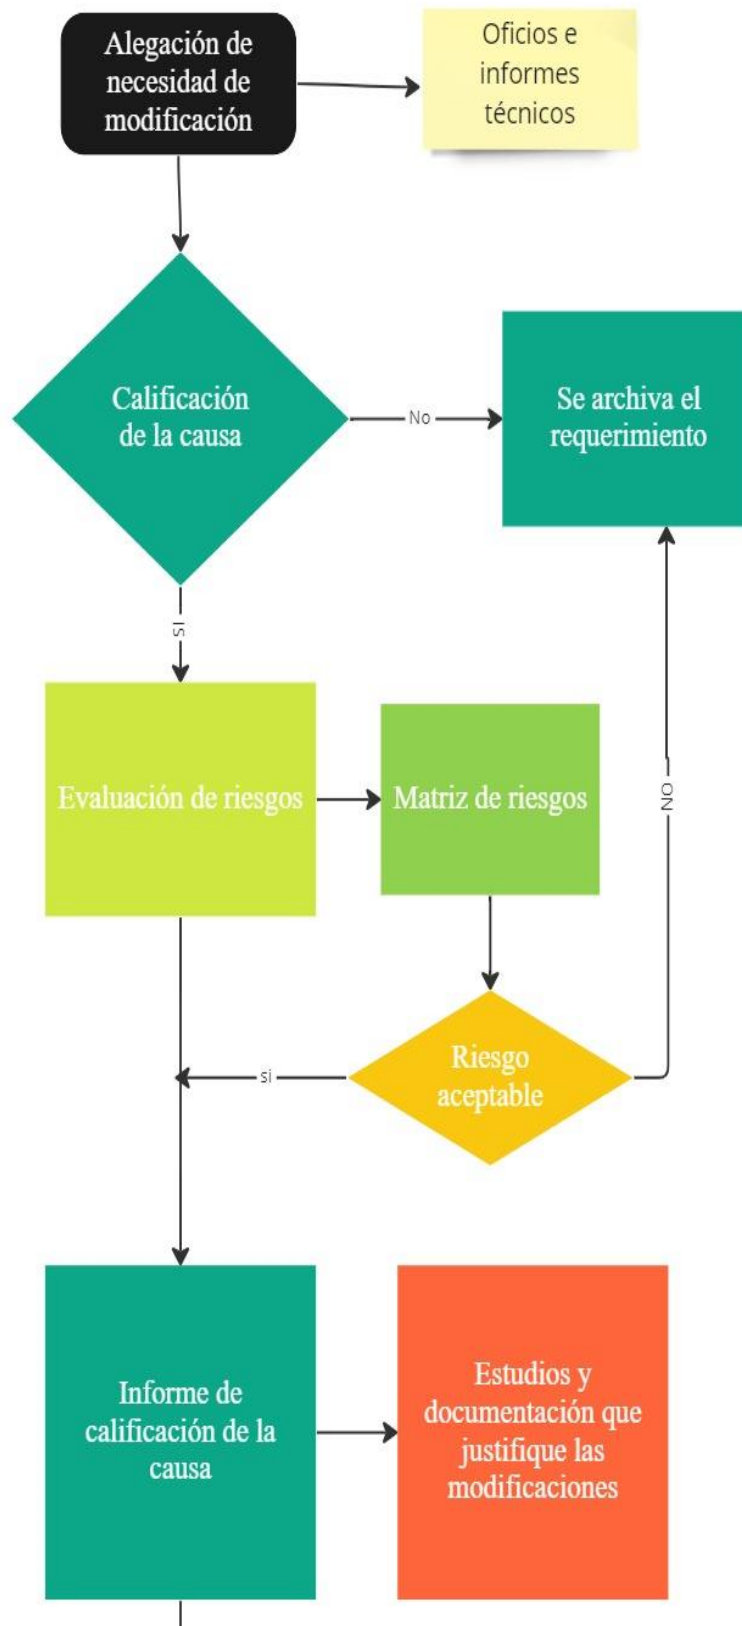 Alegación de
necesidad de
modificación
Oficios e
informes
técnicos
Calificación
de la causa
No
Se archiva el
requerimiento
SI
Evaluación de riesgos
Matriz de riesgos
NO
Riesgo
aceptable
si
Informe de
calificación de la
causa
Estudios y
documentación que
justifique las
modificaciones